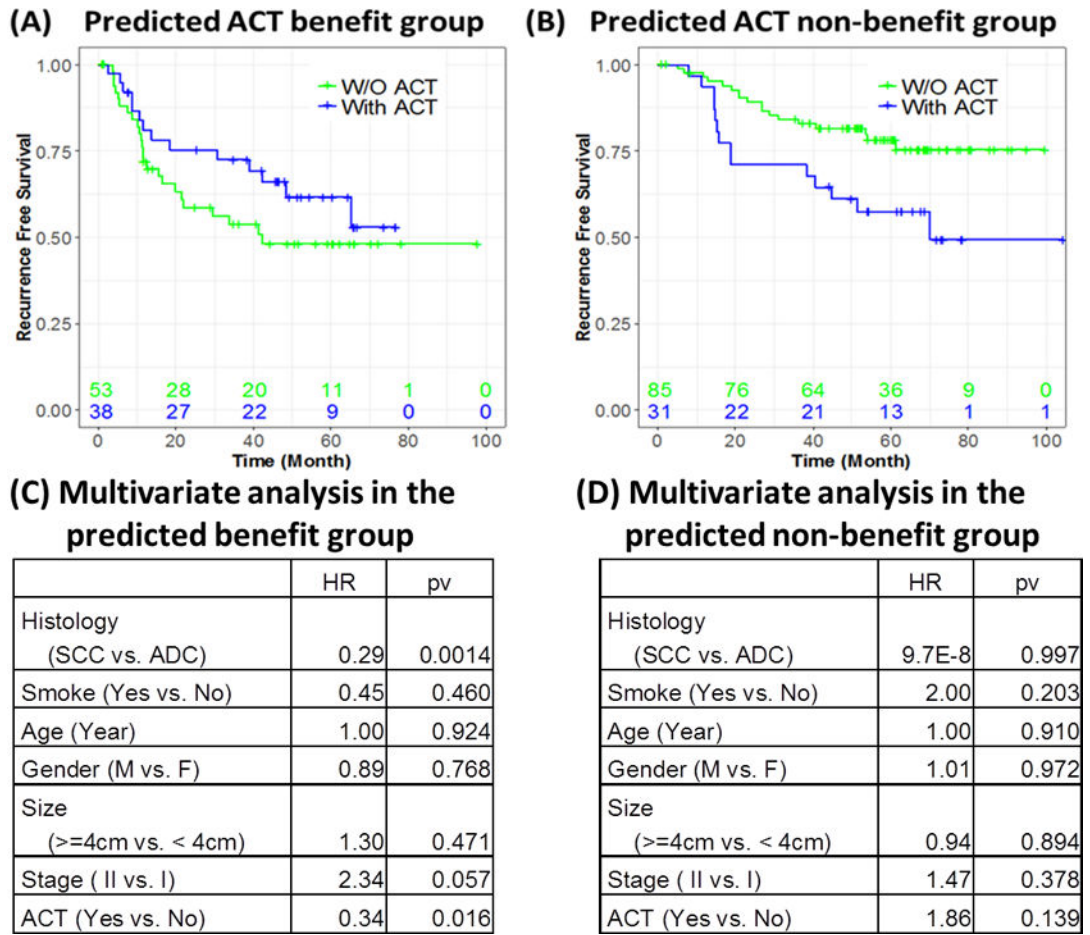 (A) Predicted ACT benefit group
1.00
0.75
0.50
0.25
0.00
Recurrence Free Survival
W/O ACT
With ACT
53 28 20 11 1 0
38 27 22 9 0 0
0 20 40 60 80 100
Time (Month)
(B) Predicted ACT non-benefit group
1.00
0.75
0.50
0.25
0.00
Recurrence Free Survival
W/O ACT
With ACT
85 76 64 36 9 0
31 22 21 13 1 1
0 20 40 60 80 100
Time (Month)
(C) Multivariate analysis in the
predicted benefit group
HR pv
Histology
(SCC vs. ADC) 0.29 0.0014
Smoke (Yes vs. No) 0.45 0.460
Age (Year) 1.00 0.924
Gender (M vs. F) 0.89 0.768
Size
(>=4cm vs. < 4cm) 1.30 0.471
Stage ( II vs. I) 2.34 0.057
ACT (Yes vs. No) 0.34 0.016
(D) Multivariate analysis in the
predicted non-benefit group
HR pv
Histology
(SCC vs. ADC) 9.7E-8 0.997
Smoke (Yes vs. No) 2.00 0.203
Age (Year) 1.00 0.910
Gender (M vs. F) 1.01 0.972
Size
(>=4cm vs. < 4cm) 0.94 0.894
Stage ( II vs. I) 1.47 0.378
ACT (Yes vs. No) 1.86 0.139